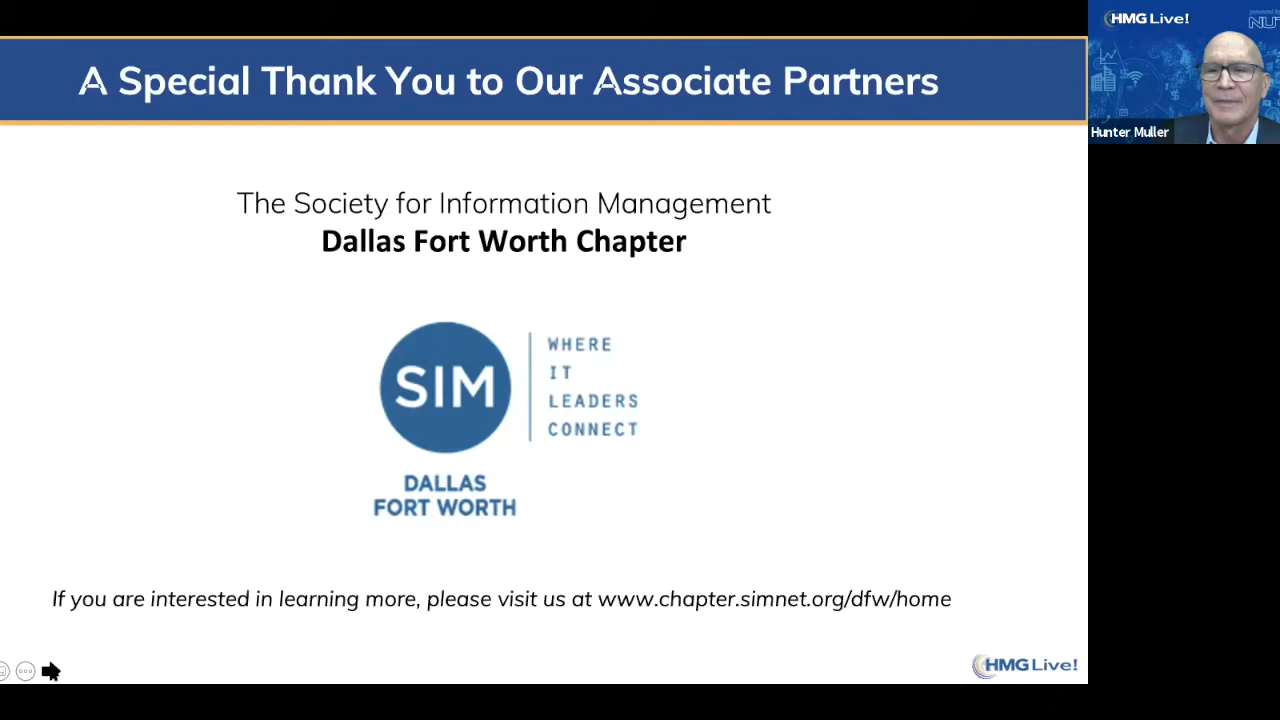 A Special Thank You to Our Associate Partners
The Society for Information Management
Dallas Fort Worth Chapter
SIM
WHERE
IT
LEADERS
CONNECT
DALLAS
FORT WORTH
If you are interested in learning more, please visit us at www.chapter.simnet.org/dfw/home
HMG Live!
HMG Live!
powered by
Hunter Muller